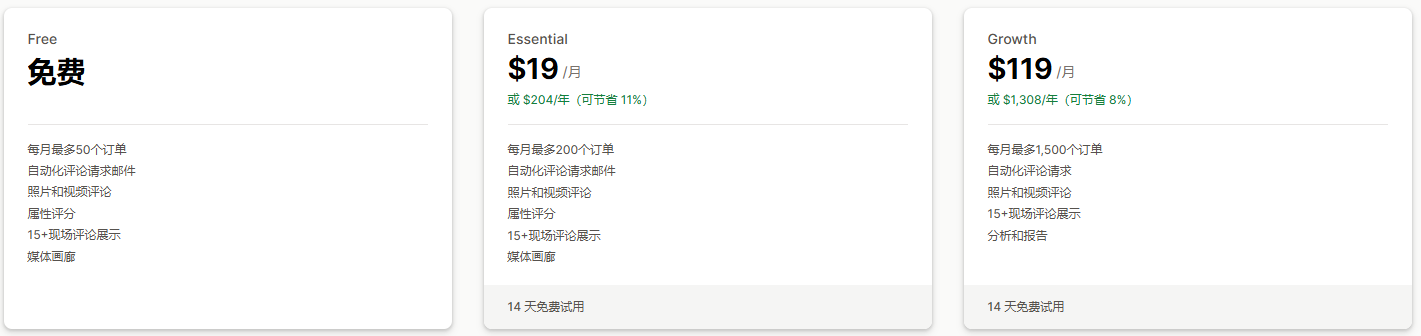 Free
免费
每月最多50个订单
自动化评论请求邮件
照片和视频评论
属性评分
15+现场评论展示
媒体画廊
Essential
$19 /月
或 $204/年（可节省 11%）
每月最多200个订单
自动化评论请求邮件
照片和视频评论
属性评分
15+现场评论展示
媒体画廊
14 天免费试用
Growth
$119 /月
或 $1,308/年（可节省 8%）
每月最多1,500个订单
自动化评论请求
照片和视频评论
15+现场评论展示
分析和报告
14 天免费试用